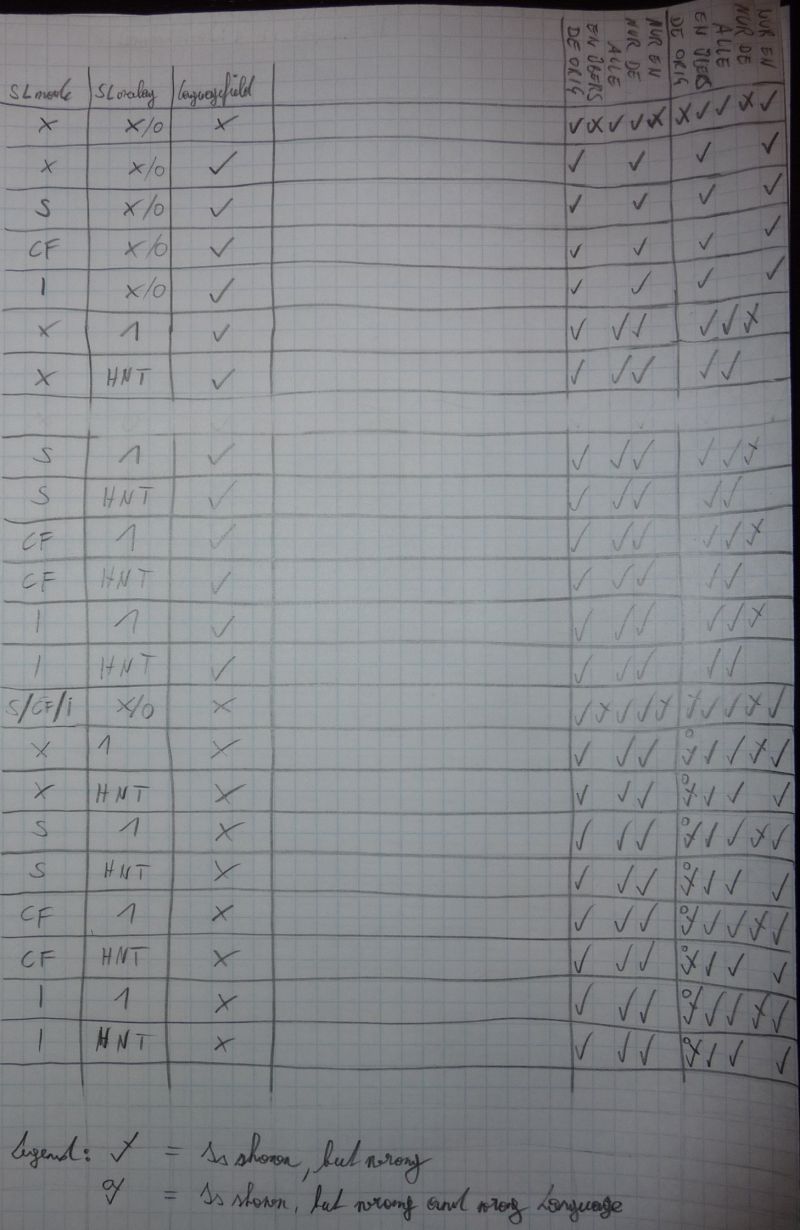 DE ORIG EN ÜBERS ALLE NUR DE NUR EN DE ORIG EN ÜBERS ALLE NUR DE NUR EN
SL mode SL Languagefield
X X/0 X ✓ X ✓ ✓ X X ✓ ✓ X ✓
X X/0 ✓ ✓ ✓ ✓ ✓
S X/0 ✓ ✓ ✓ ✓ ✓
CF X/0 ✓ ✓ ✓ ✓ ✓
I X/0 ✓ ✓ ✓ ✓ ✓
X 1 ✓ ✓ ✓ ✓ ✓ ✓ X
X HNT ✓ ✓ ✓ ✓ ✓ ✓
S 1 ✓ ✓ ✓ ✓ ✓ ✓ X
S HNT ✓ ✓ ✓ ✓ ✓ ✓
CF 1 ✓ ✓ ✓ ✓ ✓ ✓ X
CF HNT ✓ ✓ ✓ ✓ ✓ ✓
I 1 ✓ ✓ ✓ ✓ ✓ ✓ X
I HNT ✓ ✓ ✓ ✓ ✓ ✓
S/CF/i X/0 X ✓ X ✓ ✓ X X ✓ ✓ X ✓
X 1 X ✓ ✓ ✓ X̊ ✓ ✓ X ✓
X HNT X ✓ ✓ ✓ X̊ ✓ ✓ ✓
S 1 X ✓ ✓ ✓ X̊ ✓ ✓ X ✓
S HNT X ✓ ✓ ✓ X̊ ✓ ✓ ✓
CF 1 X ✓ ✓ ✓ X̊ ✓ ✓ X ✓
CF HNT X ✓ ✓ ✓ X̊ ✓ ✓ ✓
I 1 X ✓ ✓ ✓ X̊ ✓ ✓ X ✓
I HNT X ✓ ✓ ✓ X̊ ✓ ✓ ✓
Legend: X = Is shown, but wrong
X̊ = Is shown, but wrong and wrong Language